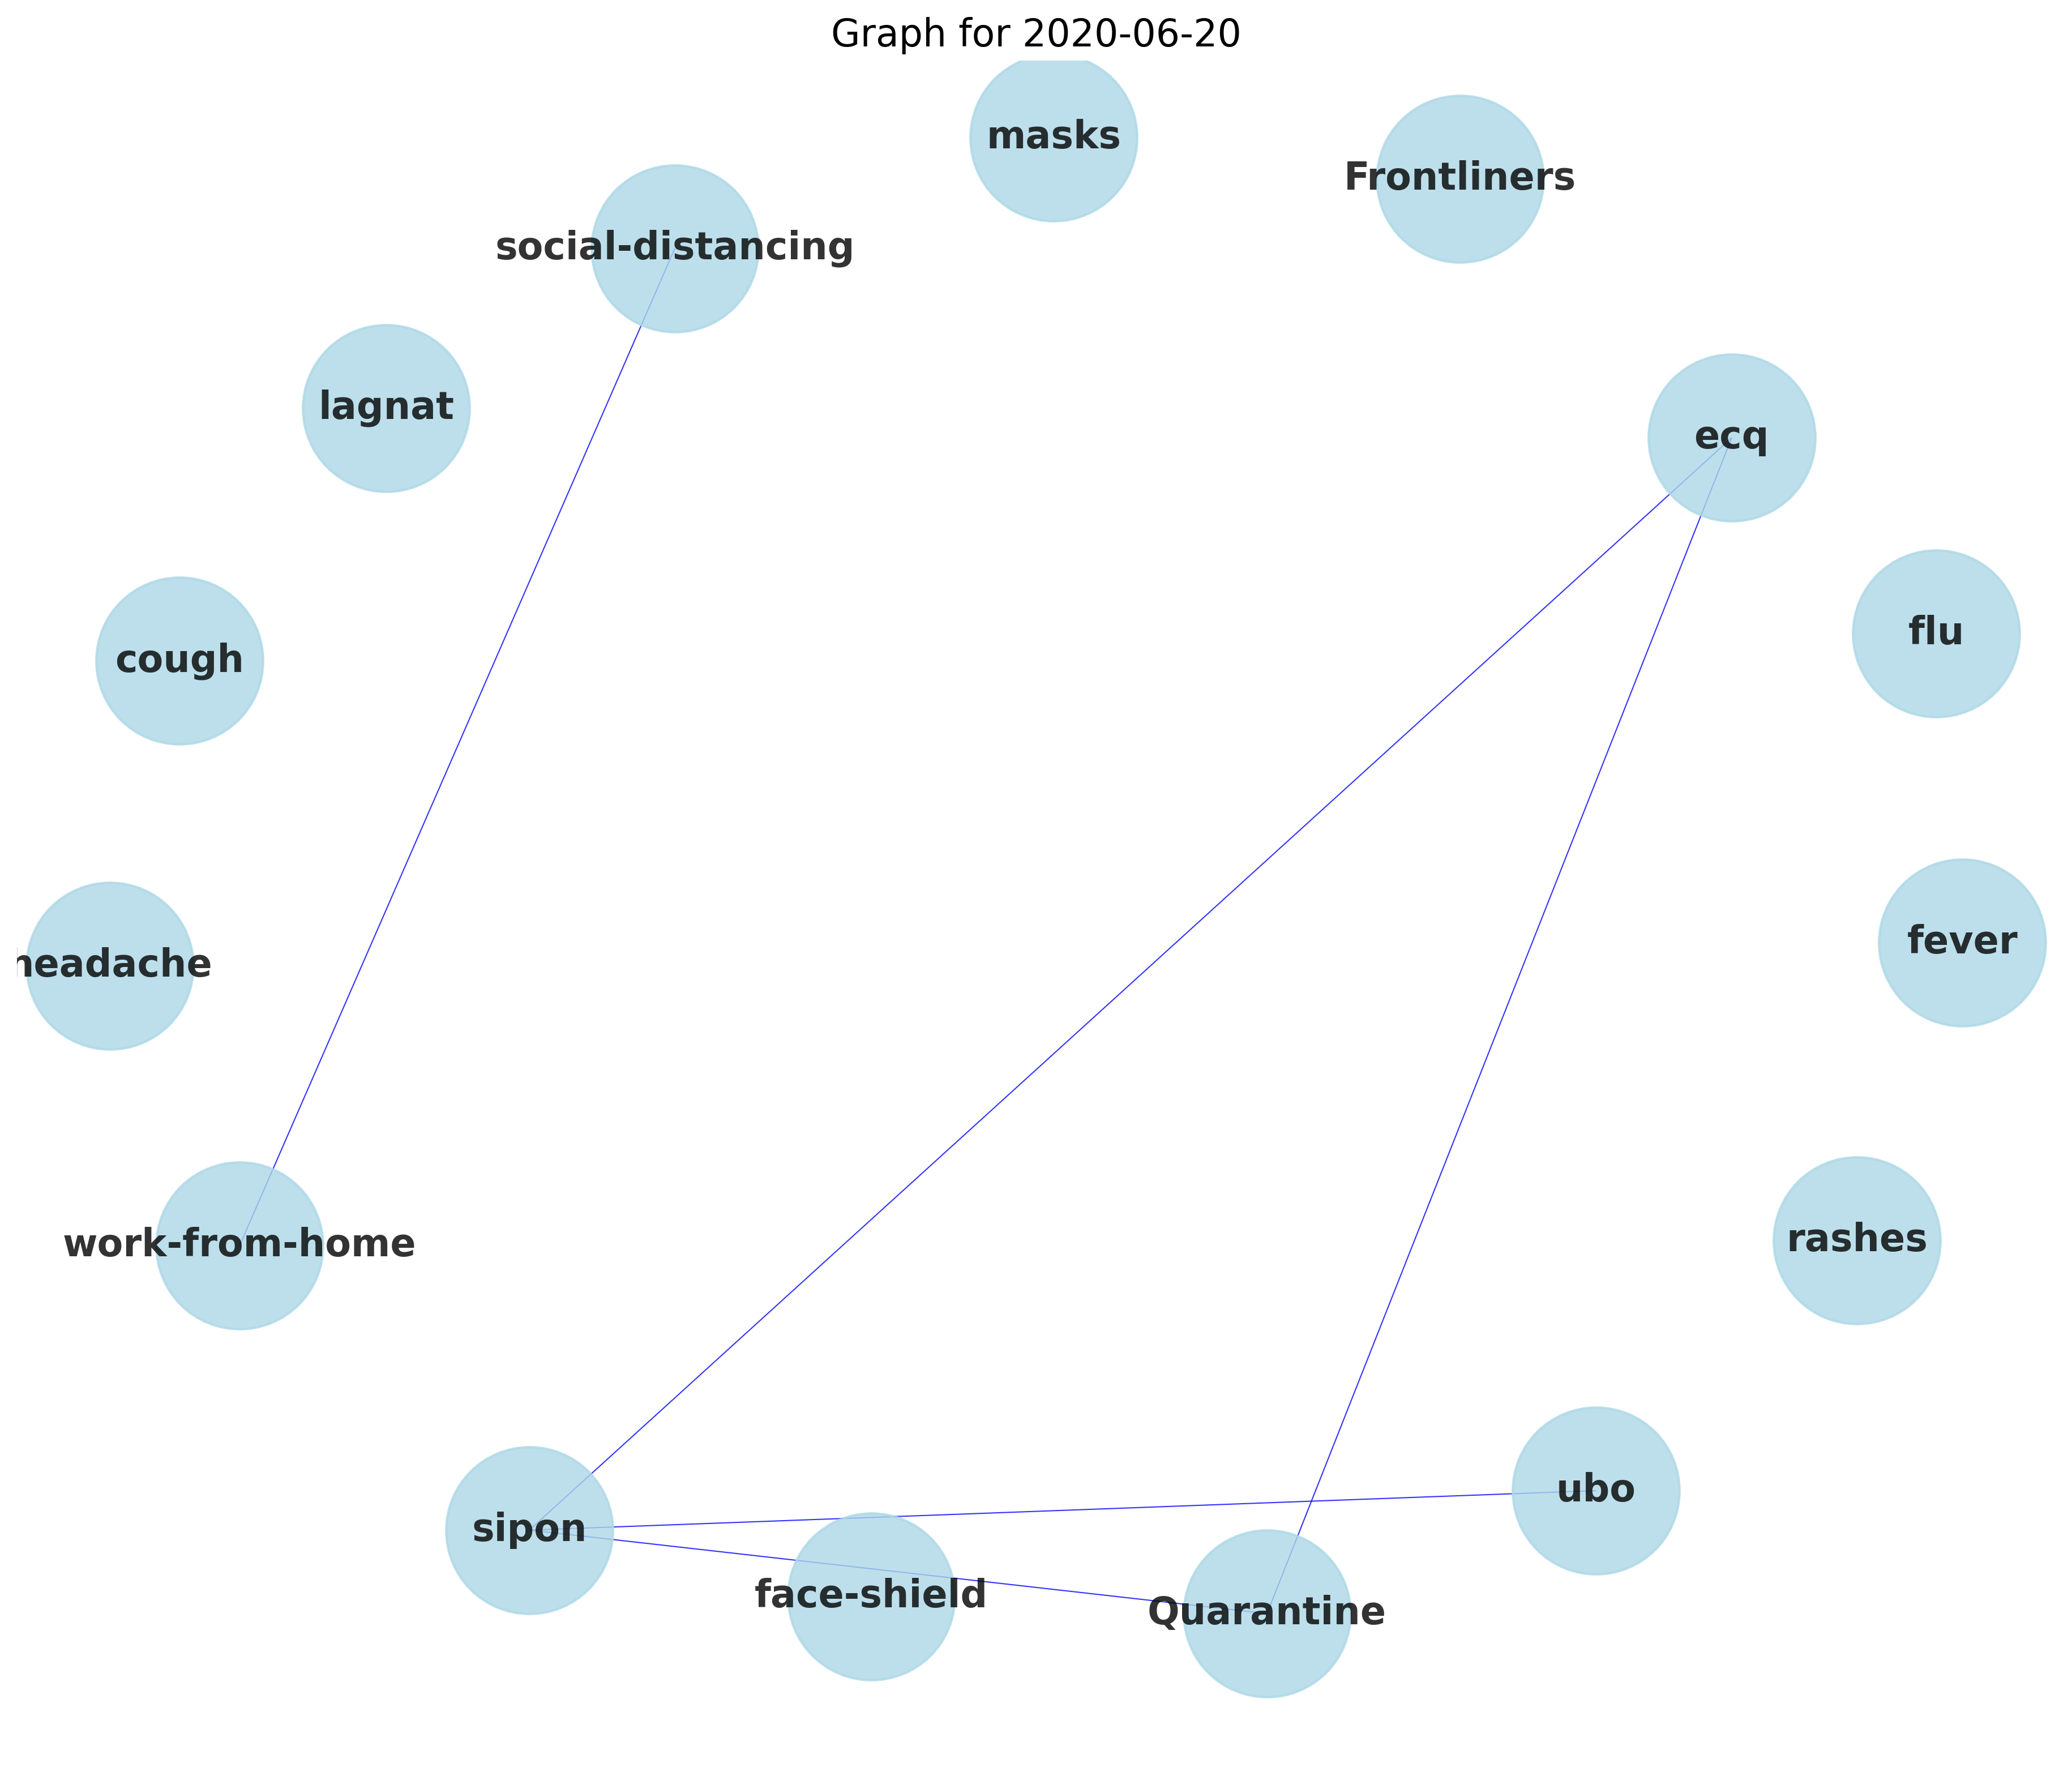 Graph for 2020-06-20
masks
Frontliners
social-distancing
lagnat
ecq
flu
cough
fever
headache
work-from-home
rashes
ubo
sipon
face-shield
Quarantine